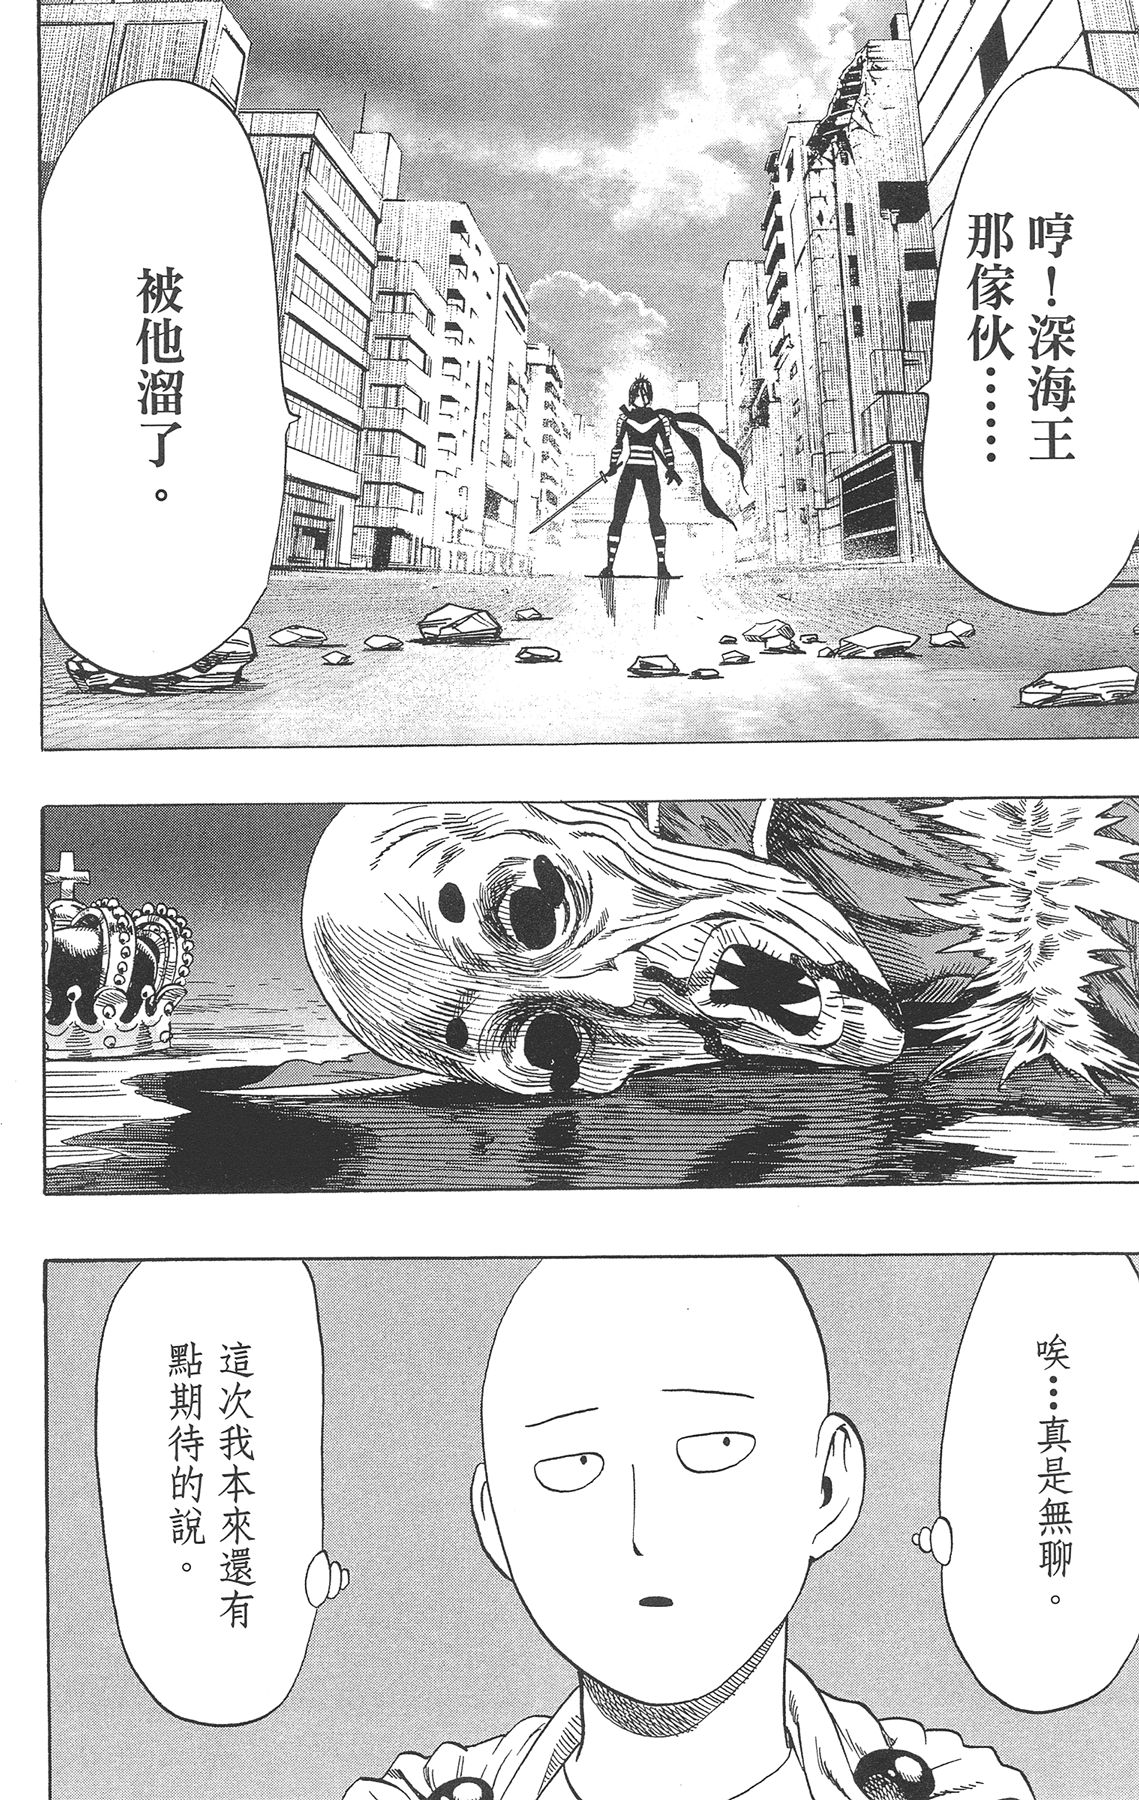 哼！深海王
那傢伙⋯⋯
被他溜了。
唉⋯真是無聊。
這次我本來還有
點期待的說。